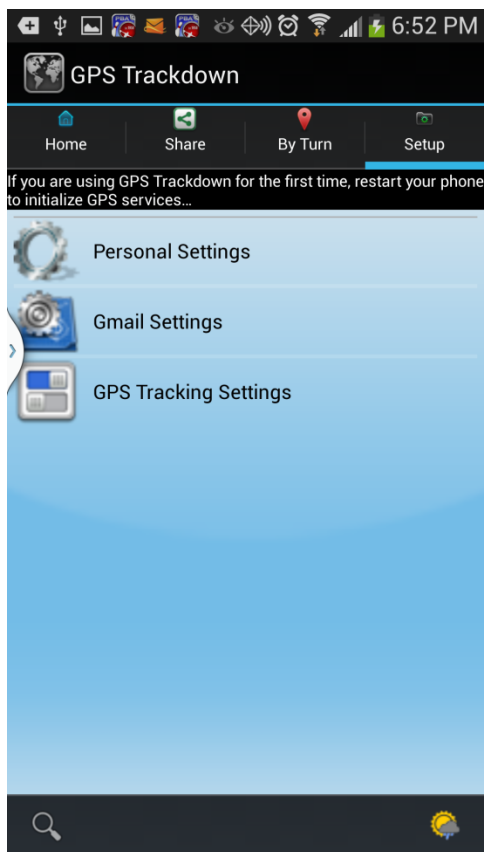 6:52 PM
GPS Trackdown
Home Share By Turn Setup
If you are using GPS Trackdown for the first time, restart your phone
to initialize GPS services...
Personal Settings
Gmail Settings
GPS Tracking Settings